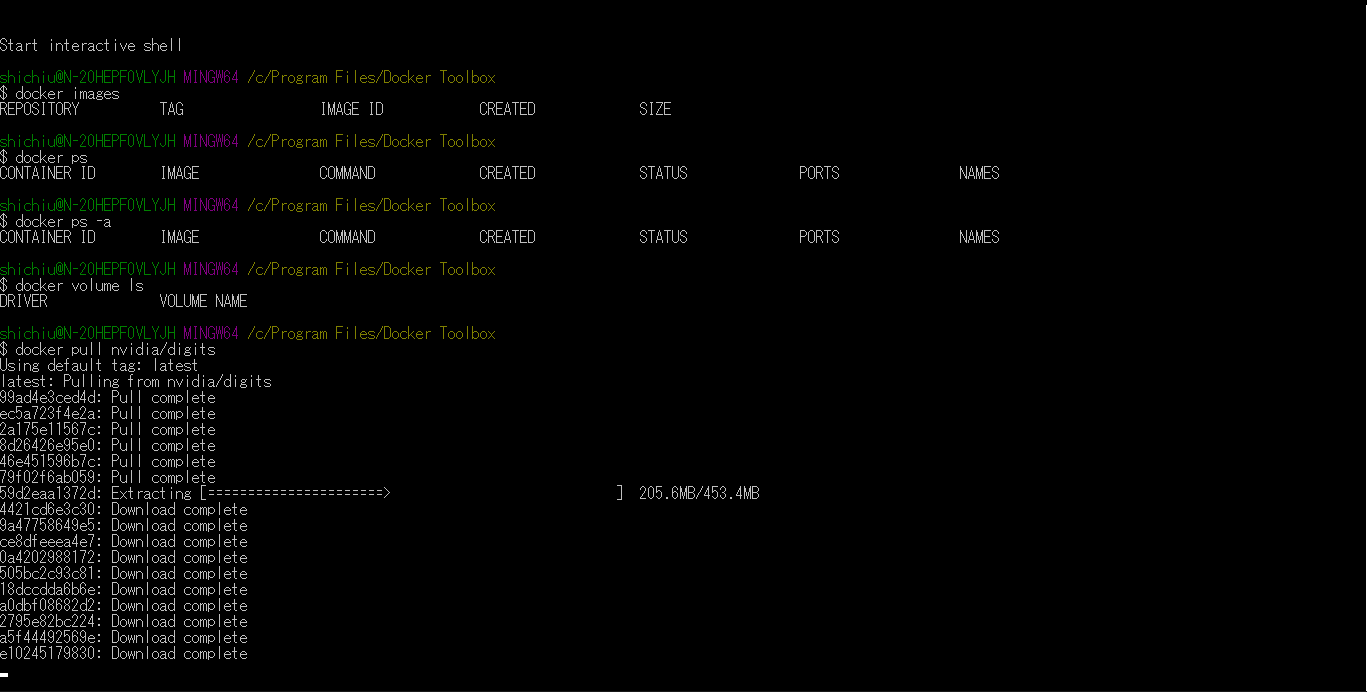 Start interactive shell
shichiu@N-20HEPF0VLYJH MINGW64 /c/Program Files/Docker Toolbox
$ docker images
REPOSITORY TAG IMAGE ID CREATED SIZE
shichiu@N-20HEPF0VLYJH MINGW64 /c/Program Files/Docker Toolbox
$ docker ps
CONTAINER ID IMAGE COMMAND CREATED STATUS PORTS NAMES
shichiu@N-20HEPF0VLYJH MINGW64 /c/Program Files/Docker Toolbox
$ docker ps -a
CONTAINER ID IMAGE COMMAND CREATED STATUS PORTS NAMES
shichiu@N-20HEPF0VLYJH MINGW64 /c/Program Files/Docker Toolbox
$ docker volume ls
DRIVER VOLUME NAME
shichiu@N-20HEPF0VLYJH MINGW64 /c/Program Files/Docker Toolbox
$ docker pull nvidia/digits
Using default tag: latest
latest: Pulling from nvidia/digits
99ad4e3ced4d: Pull complete
ec5a723f4e2a: Pull complete
2a175e11567c: Pull complete
8d26426e95e0: Pull complete
46e451596b7c: Pull complete
79f02f6ab059: Pull complete
59d2eaa1372d: Extracting [======================> ] 205.6MB/453.4MB
4421cd6e3c30: Download complete
9a47758649e5: Download complete
ce8dfeeea4e7: Download complete
0a4202988172: Download complete
505bc2c93c81: Download complete
18dccdda6b6e: Download complete
a0dbf08682d2: Download complete
2795e82bc224: Download complete
a5f44492569e: Download complete
e10245179830: Download complete